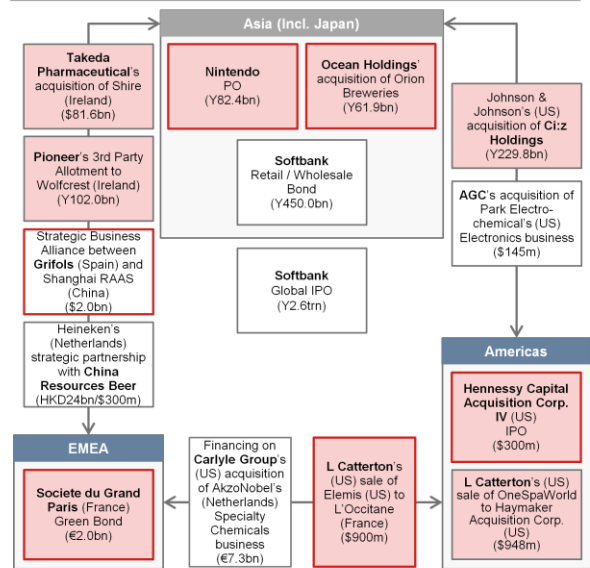 Asia (Incl. Japan)
Takeda
Pharmaceutical's
acquisition of Shire
(Ireland)
($81.6bn)
Pioneer's 3rd Party
Allotment to
Wolfcrest (Ireland)
(Y102.0bn)
Strategic Business
Alliance between
Grifols (Spain) and
Shanghai RAAS
(China)
($2.0bn)
Heineken's
(Netherlands)
strategic partnership
with China
Resources Beer
(HKD24bn/$300m)
Nintendo
PO
(Y82.4bn)
Ocean Holdings'
acquisition of Orion
Breweries
(Y61.9bn)
Softbank
Retail / Wholesale
Bond
(Y450.0bn)
Softbank
Global IPO
(Y2.6trn)
Johnson &
Johnson's (US)
acquisition of Ci:z
Holdings
(Y229.8bn)
AGC's acquisition of
Park Electro-
chemical's (US)
Electronics business
($145m)
EMEA
Societe du Grand
Paris (France)
Green Bond
(€2.0bn)
Financing on
Carlyle Group's
(US) acquisition
of AkzoNobel's
(Netherlands)
Specialty
Chemicals
business
(€7.3bn)
L Catterton's
(US) sale of
Elemis (US) to
L'Occitane
(France)
($900m)
Americas
Hennessy Capital
Acquisition Corp.
IV (US)
IPO
($300m)
L Catterton's (US)
sale of OneSpaWorld
to Haymaker
Acquisition Corp.
(US)
($948m)